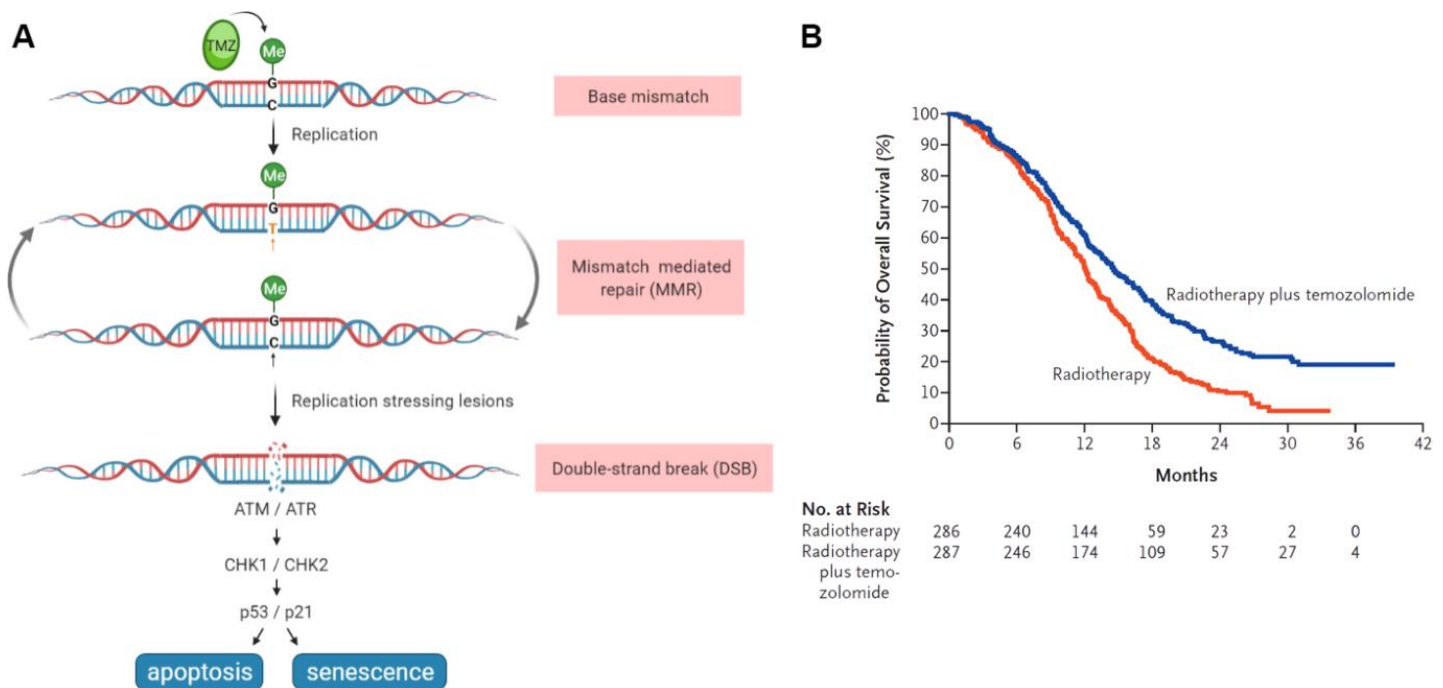 A
TMZ
Me
G
C
Base mismatch
Replication
Me
G
T
Mismatch mediated
repair (MMR)
Me
G
C
Replication stressing lesions
Double-strand break (DSB)
ATM / ATR
CHK1 / CHK2
p53 / p21
apoptosis
senescence
B
Probability of Overall Survival (%)
100
90
80
70
60
50
40
30
20
10
0
Radiotherapy plus temozolomide
Radiotherapy
0 6 12 18 24 30 36 42
Months
No. at Risk
Radiotherapy 286 240 144 59 23 2 0
Radiotherapy 287 246 174 109 57 27 4
plus temo-
zolomide